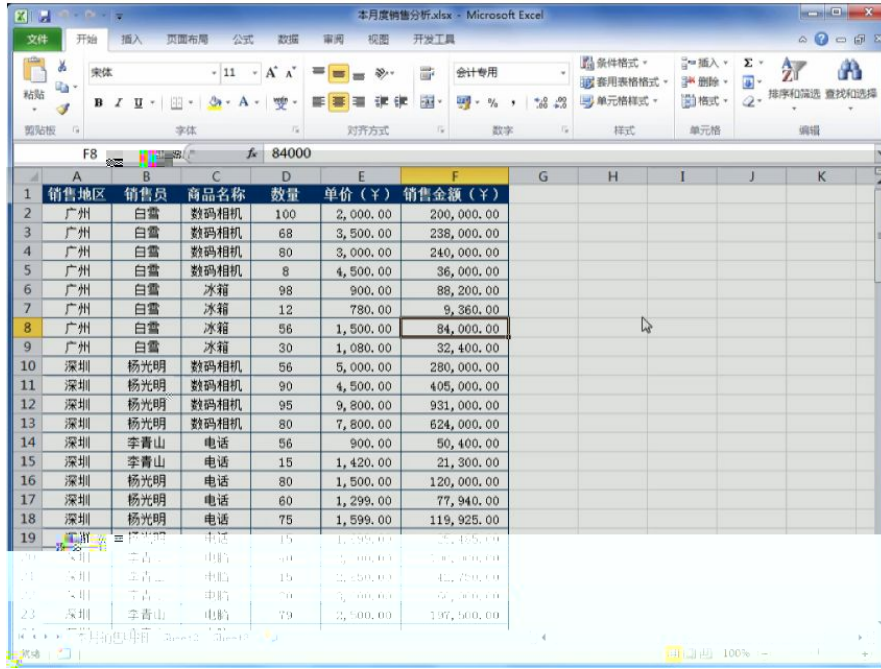 本月度销售分析.xlsx - Microsoft Excel
文件 开始 插入 页面布局 公式 数据 审阅 视图 开发工具
宋体 11 会计专用 条件格式 插入 Σ
粘贴 套用表格格式 删除 排序和筛选 查找和选择
B I U A 变 % , 单元格样式 格式
剪贴板 字体 对齐方式 数字 样式 单元格 编辑
F8 fx 84000
A B C D E F G H I J K
1 销售地区 销售员 商品名称 数量 单价(¥) 销售金额(¥)
2 广州 白雪 数码相机 100 2,000.00 200,000.00
3 广州 白雪 数码相机 68 3,500.00 238,000.00
4 广州 白雪 数码相机 80 3,000.00 240,000.00
5 广州 白雪 数码相机 8 4,500.00 36,000.00
6 广州 白雪 冰箱 98 900.00 88,200.00
7 广州 白雪 冰箱 12 780.00 9,360.00
8 广州 白雪 冰箱 56 1,500.00 84,000.00
9 广州 白雪 冰箱 30 1,080.00 32,400.00
10 深圳 杨光明 数码相机 56 5,000.00 280,000.00
11 深圳 杨光明 数码相机 90 4,500.00 405,000.00
12 深圳 杨光明 数码相机 95 9,800.00 931,000.00
13 深圳 杨光明 数码相机 80 7,800.00 624,000.00
14 深圳 李青山 电话 56 900.00 50,400.00
15 深圳 李青山 电话 15 1,420.00 21,300.00
16 深圳 杨光明 电话 80 1,500.00 120,000.00
17 深圳 杨光明 电话 60 1,299.00 77,940.00
18 深圳 杨光明 电话 75 1,599.00 119,925.00
19
23 深圳 李青山 电脑 79 2,500.00 197,500.00
100%